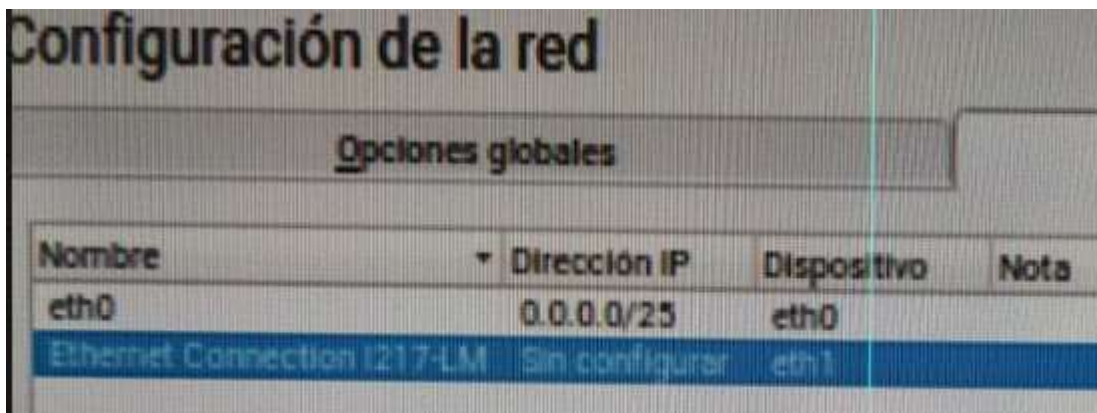 Configuración de la red
Opciones globales
Nombre Dirección IP Dispositivo Nota
eth0 0.0.0.0/25 eth0
Ethernet Connection I217-LM Sin configurar eth1